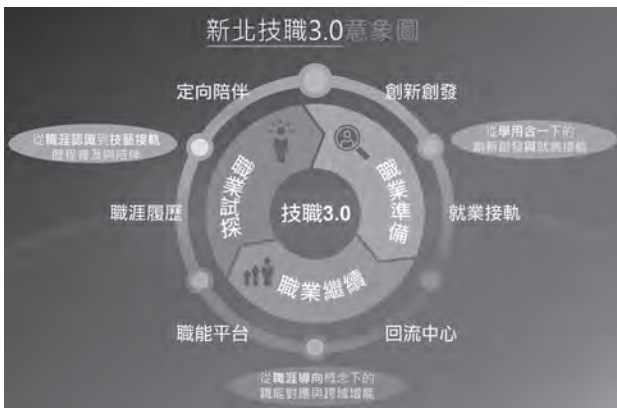 新北技職3.0意象圖
定向陪伴
創新創發
從職涯認識到技藝接軌
歷程普及與陪伴
從學用合一下的
創新創發與就業接軌
職業試探
職業準備
職涯履歷
技職3.0
就業接軌
職業繼續
職能平台
回流中心
從職涯導向概念下的
職能對應與跨域增能